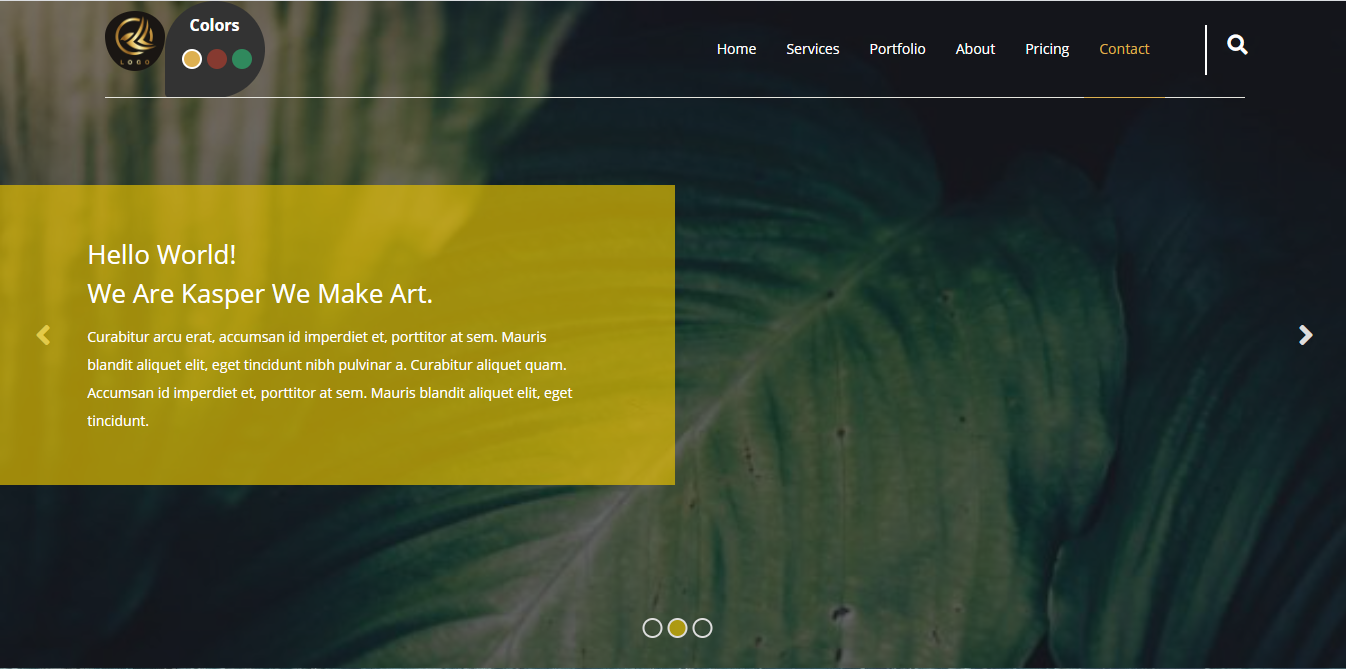 LOGO
Colors
Home Services Portfolio About Pricing Contact
Hello World!
We Are Kasper We Make Art.
Curabitur arcu erat, accumsan id imperdiet et, porttitor at sem. Mauris
blandit aliquet elit, eget tincidunt nibh pulvinar a. Curabitur aliquet quam.
Accumsan id imperdiet et, porttitor at sem. Mauris blandit aliquet elit, eget
tincidunt.